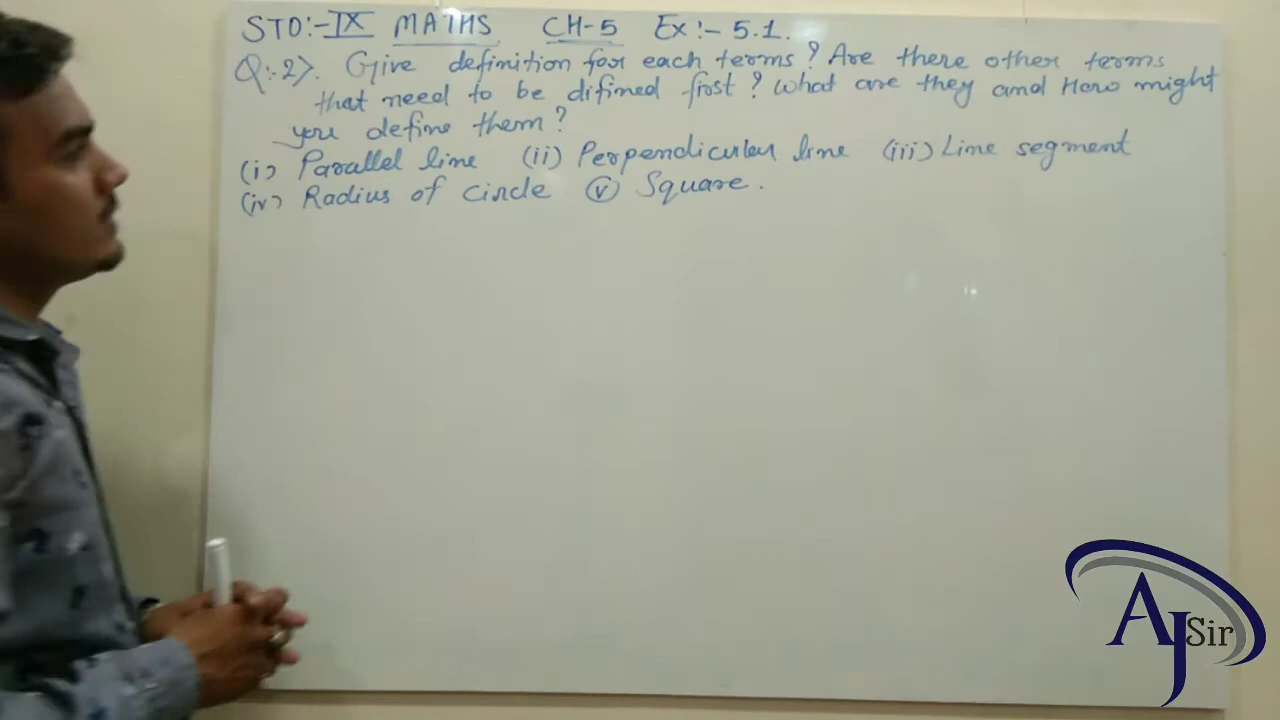 STD:- IX MATHS CH-5 Ex:- 5.1.
Q:-2>. Give definition for each terms? Are there other terms
that need to be difined first? what are they and How might
you define them?
(i) Parallel line (ii) Perpendicular line (iii) Line segment
(iv) Radius of circle (v) Square.
AJ Sir